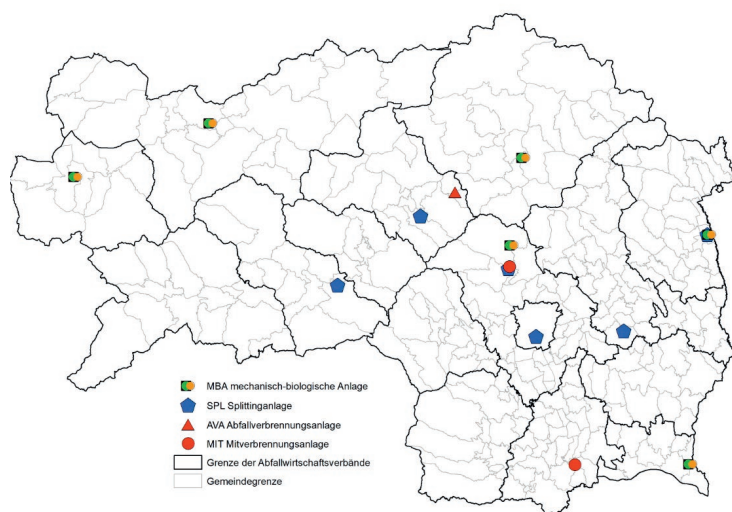 MBA mechanisch-biologische Anlage
SPL Splittinganlage
AVA Abfallverbrennungsanlage
MIT Mitverbrennungsanlage
Grenze der Abfallwirtschaftsverbände
Gemeindegrenze